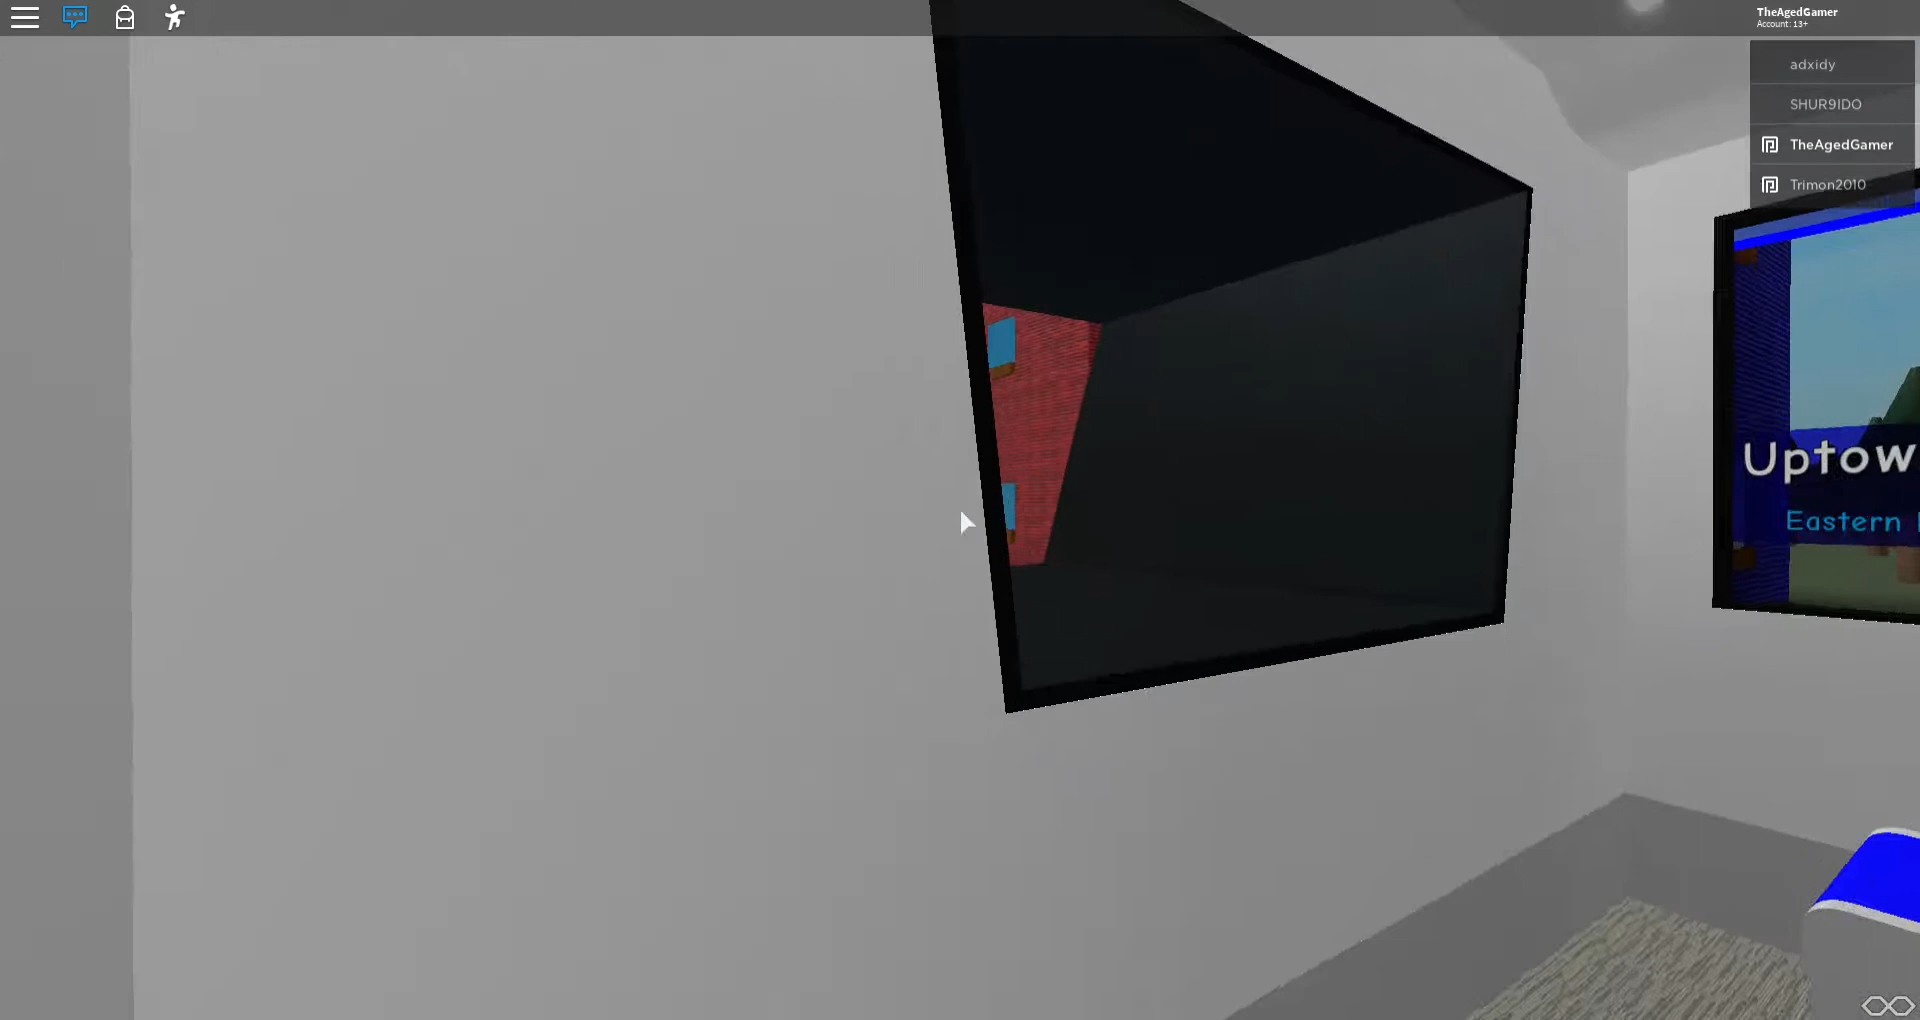 TheAgedGamer
Account: 13+
adxidy
SHUR9IDO
TheAgedGamer
Trimon2010
Uptow
Eastern